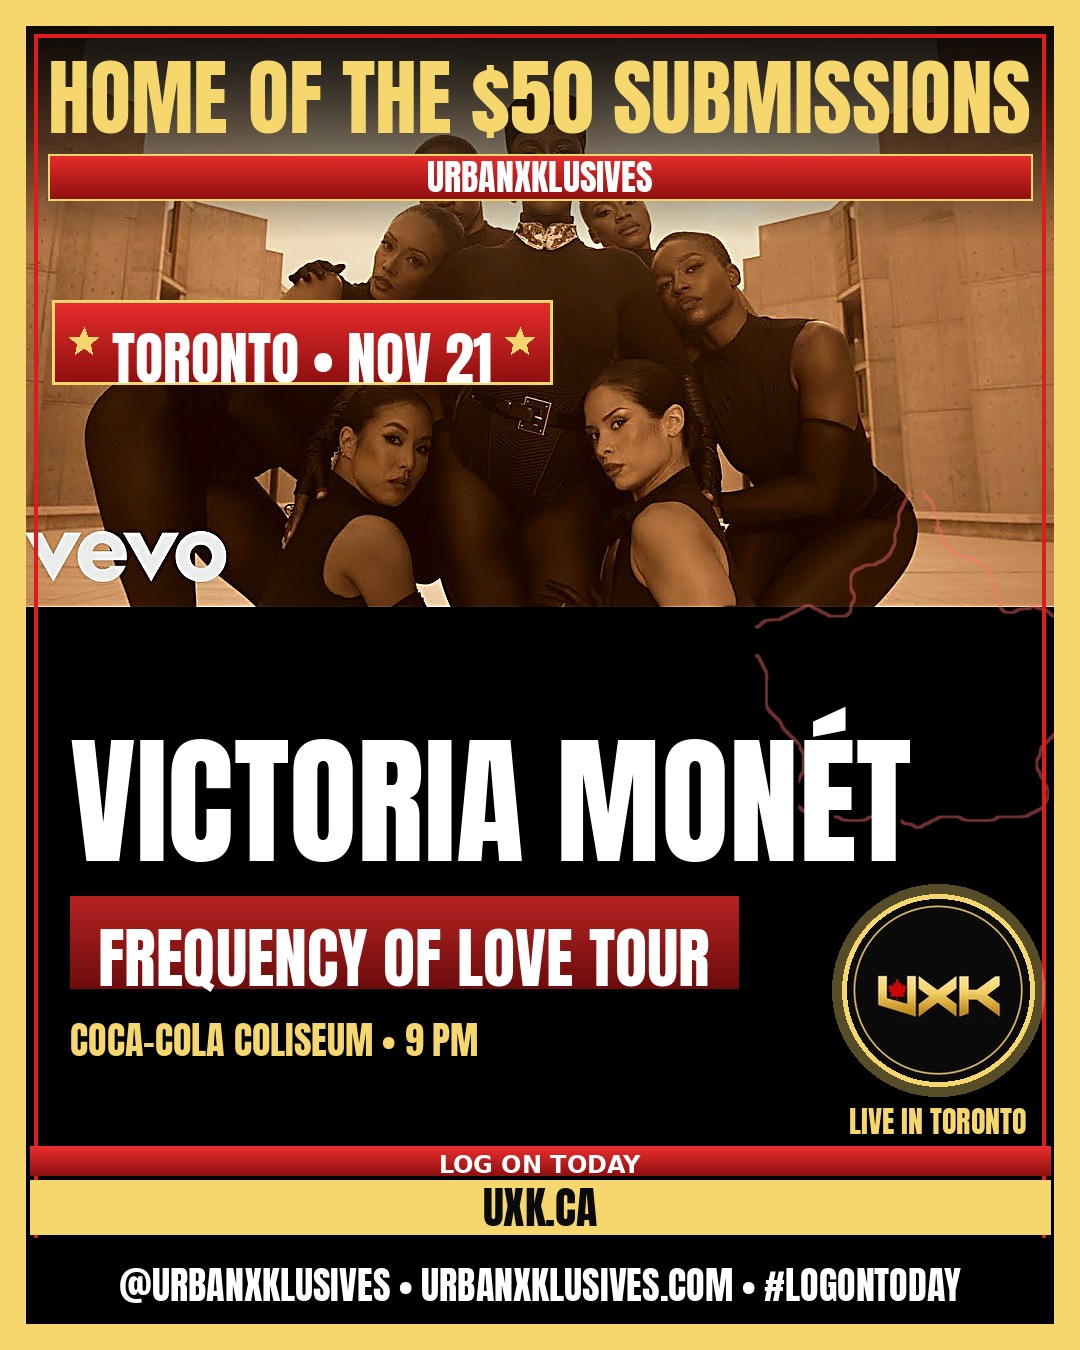 HOME OF THE $50 SUBMISSIONS
URBANXKLUSIVES
TORONTO • NOV 21
vevo
VICTORIA MONÉT
FREQUENCY OF LOVE TOUR
COCA-COLA COLISEUM • 9 PM
UXK
LIVE IN TORONTO
LOG ON TODAY
UXK.CA
@URBANXKLUSIVES • URBANXKLUSIVES.COM • #LOGONTODAY